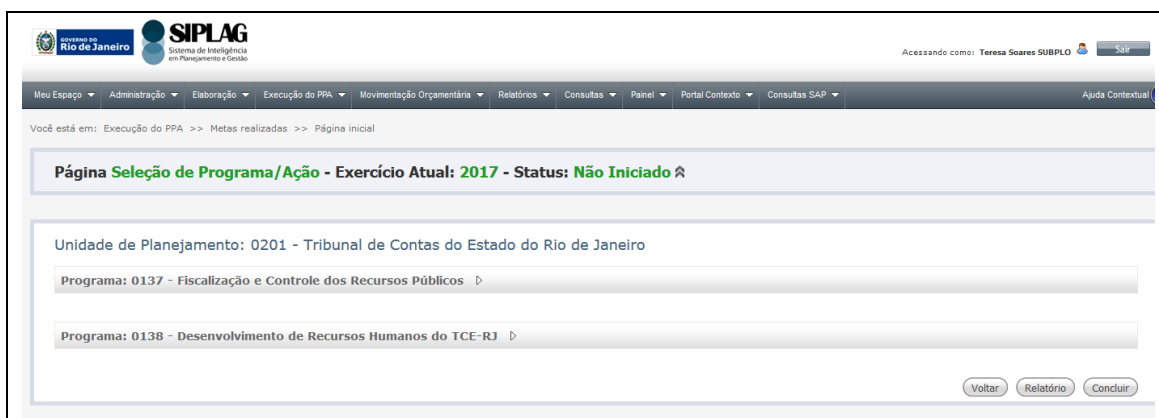 GOVERNO DO
Rio de Janeiro
SIPLAG
Sistema de Inteligência
em Planejamento e Gestão
Acessando como: Teresa Soares SUBPLO Sair
Meu Espaço Administração Elaboração Execução do PPA Movimentação Orçamentária Relatórios Consultas Painel Portal Contexto Consultas SAP Ajuda Contextual
Você está em: Execução do PPA >> Metas realizadas >> Página inicial
Página Seleção de Programa/Ação - Exercício Atual: 2017 - Status: Não Iniciado
Unidade de Planejamento: 0201 - Tribunal de Contas do Estado do Rio de Janeiro
Programa: 0137 - Fiscalização e Controle dos Recursos Públicos
Programa: 0138 - Desenvolvimento de Recursos Humanos do TCE-RJ
Voltar Relatório Concluir